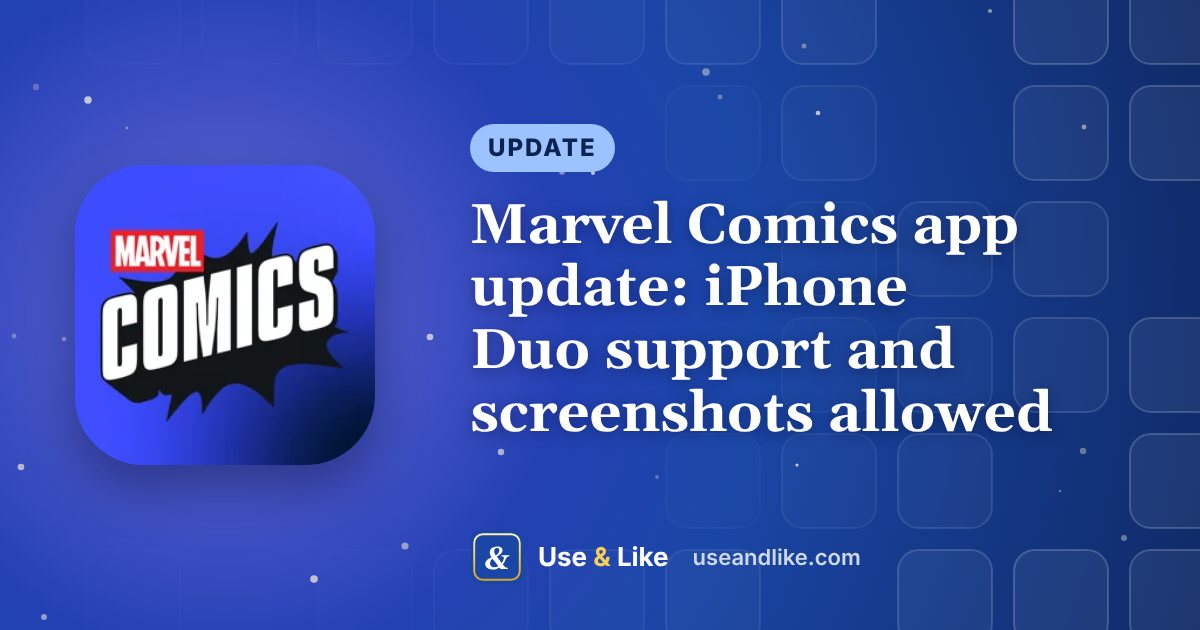 MARVEL
COMICS
UPDATE
Marvel Comics app
update: iPhone
Duo support and
screenshots allowed
& Use & Like useandlike.com